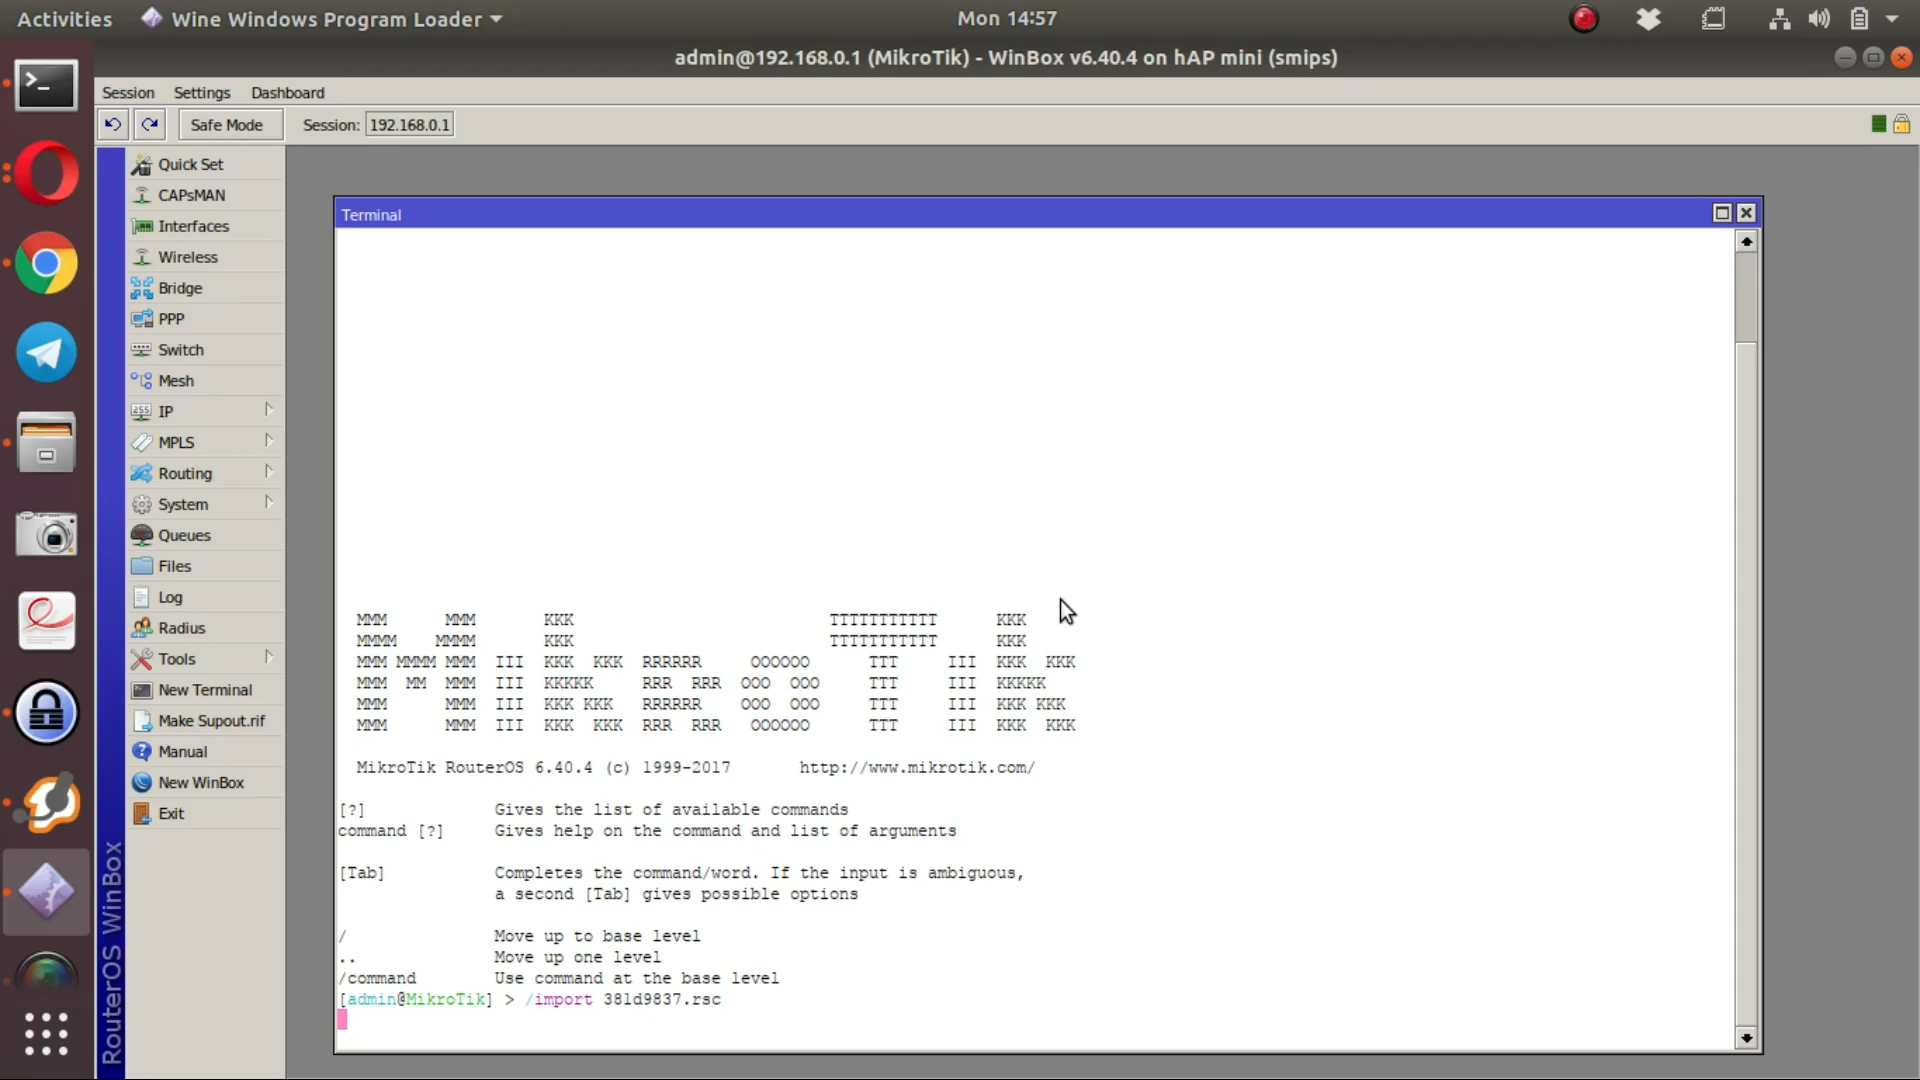 Activities Wine Windows Program Loader Mon 14:57
admin@192.168.0.1 (MikroTik) - WinBox v6.40.4 on hAP mini (smips)
Session Settings Dashboard
Safe Mode Session: 192.168.0.1
Quick Set
CAPsMAN
Interfaces
Wireless
Bridge
PPP
Switch
Mesh
255 IP
MPLS
Routing
System
Queues
Files
Log
Radius
Tools
New Terminal
Make Supout.rif
Manual
New WinBox
Exit
RouterOS WinBox
Terminal
MMM      MMM       KKK                          TTTTTTTTTTT      KKK
MMMM    MMMM       KKK                          TTTTTTTTTTT      KKK
MMM MMMM MMM  III  KKK  KKK  RRRRRR     OOOOOO      TTT     III  KKK  KKK
MMM  MM  MMM  III  KKKKK     RRR  RRR  OOO  OOO     TTT     III  KKKKK
MMM      MMM  III  KKK KKK   RRRRRR    OOO  OOO     TTT     III  KKK KKK
MMM      MMM  III  KKK  KKK  RRR  RRR   OOOOOO      TTT     III  KKK  KKK
MikroTik RouterOS 6.40.4 (c) 1999-2017       http://www.mikrotik.com/
[?]             Gives the list of available commands
command [?]     Gives help on the command and list of arguments
[Tab]           Completes the command/word. If the input is ambiguous,
a second [Tab] gives possible options
/               Move up to base level
..              Move up one level
/command        Use command at the base level
[admin@MikroTik] > /import 381d9837.rsc